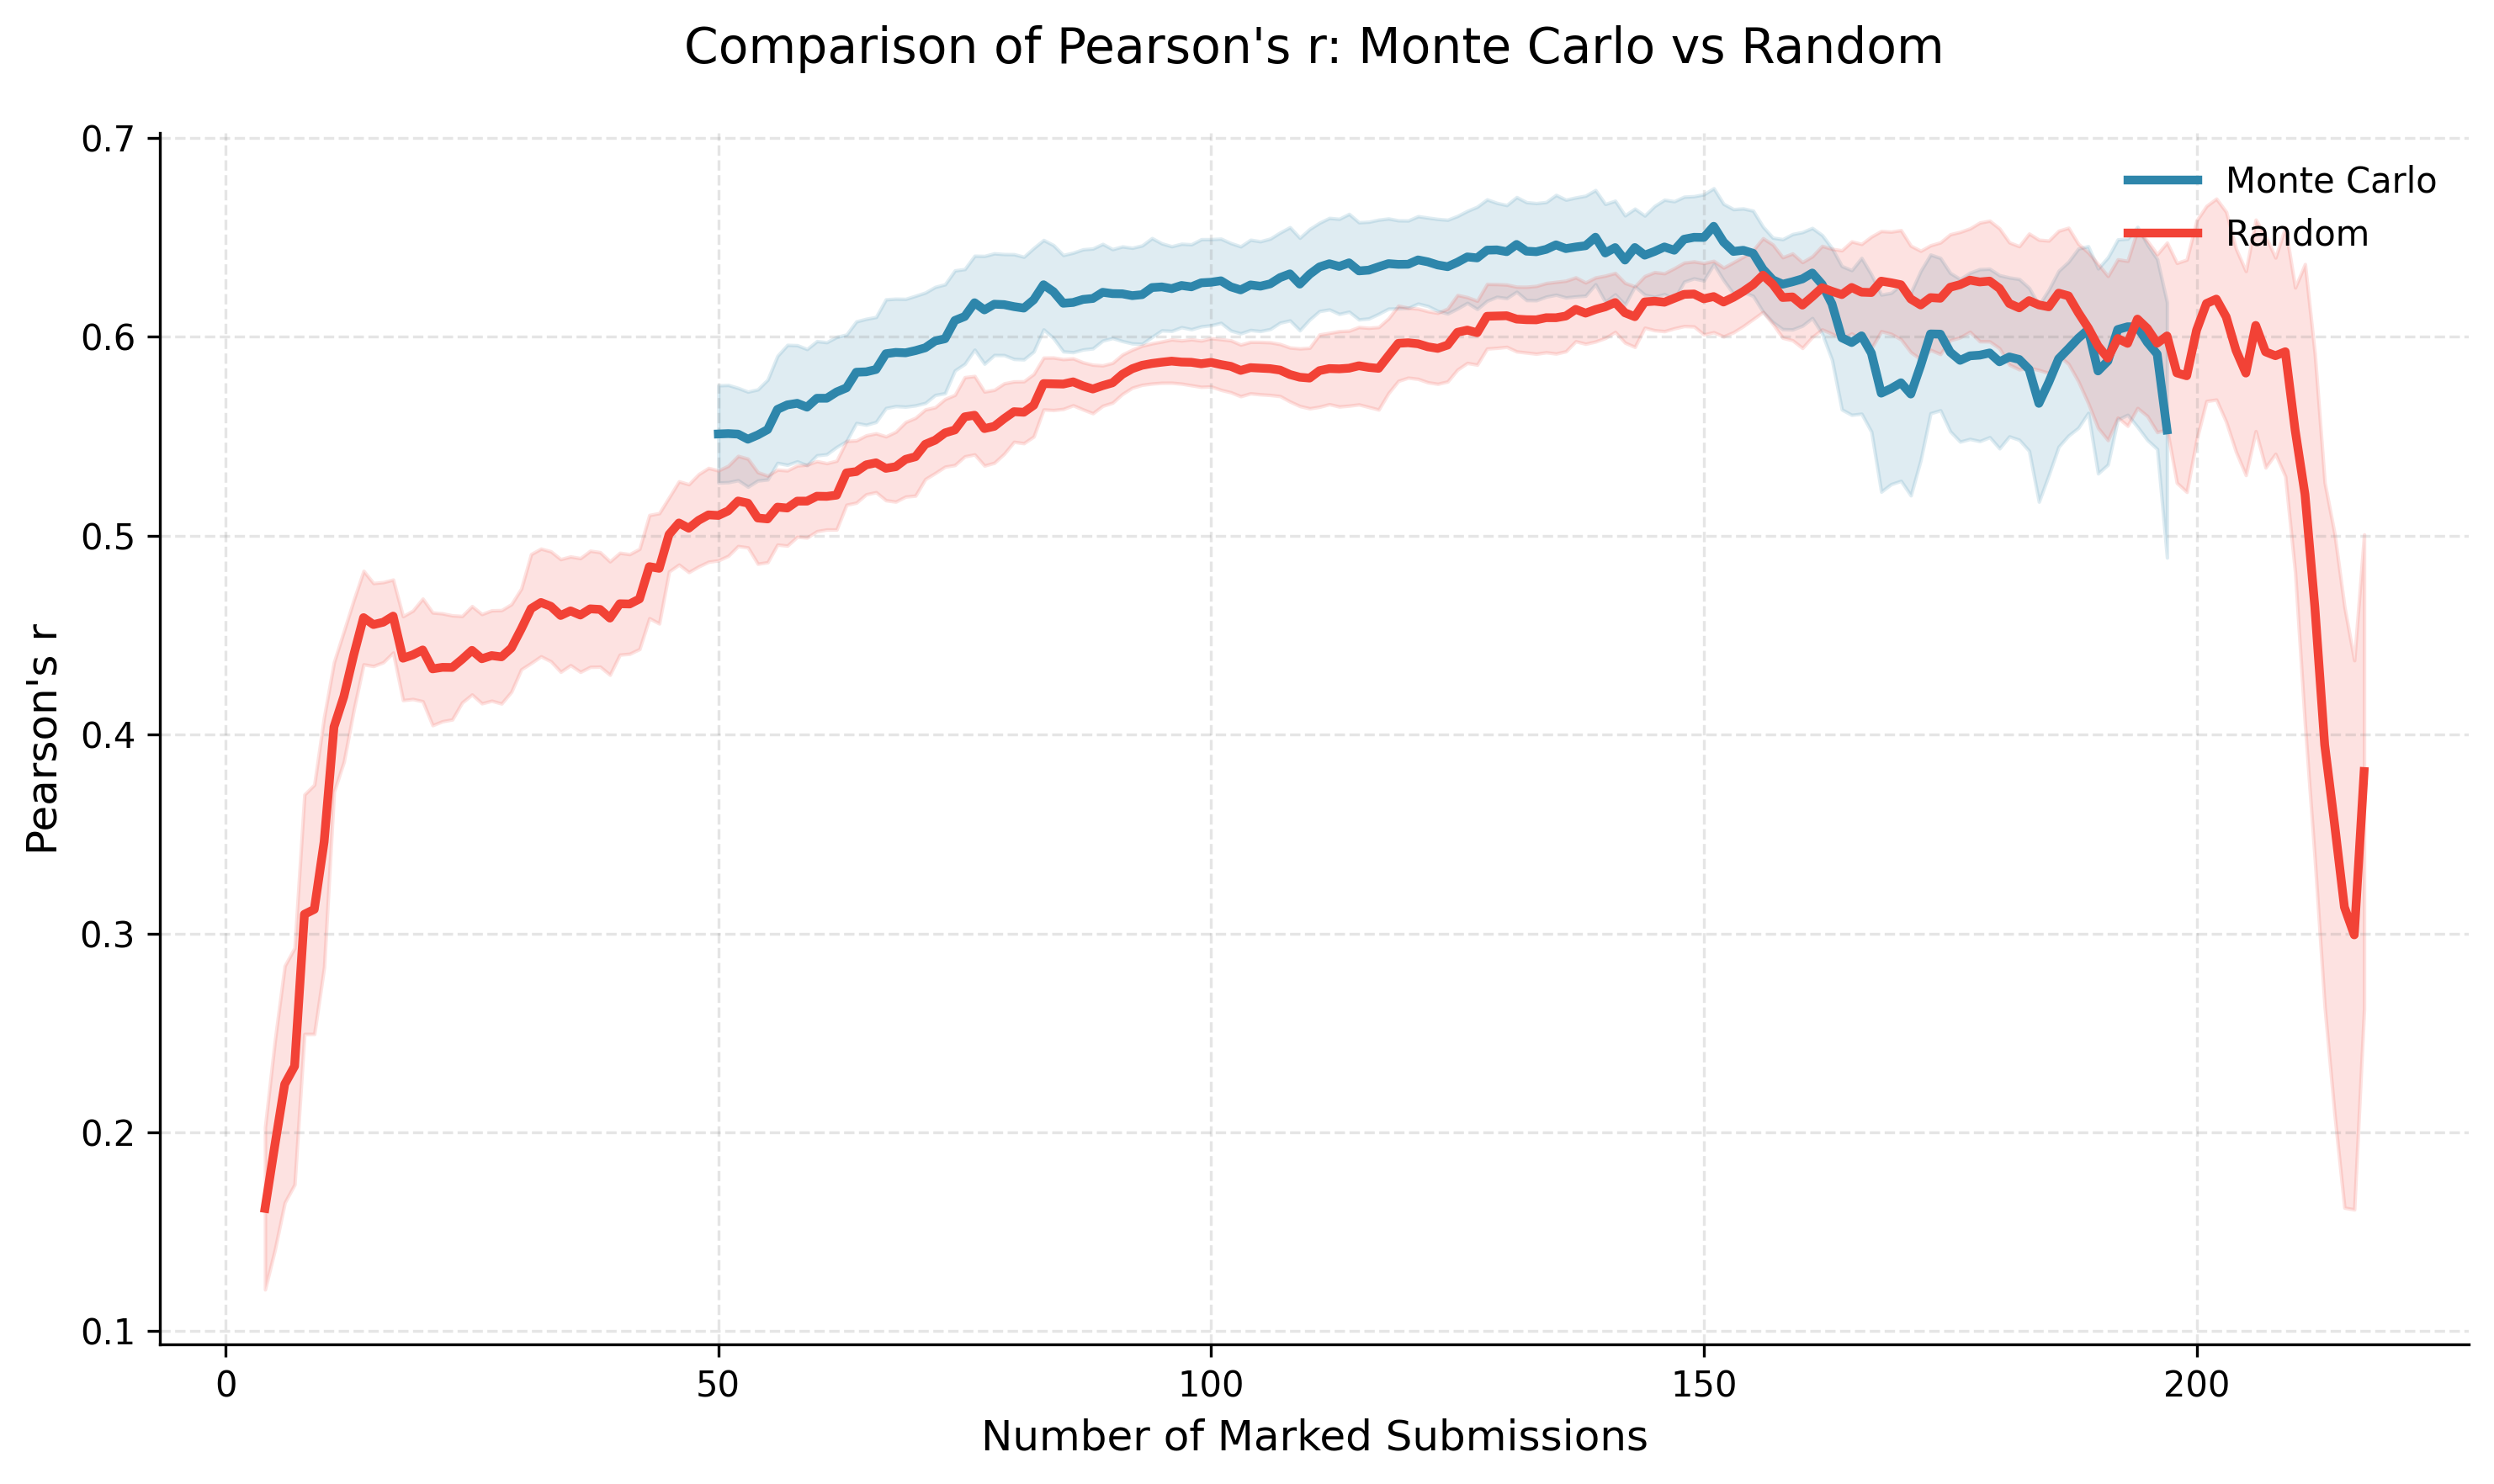 Comparison of Pearson's r: Monte Carlo vs Random
Monte Carlo
Random
Pearson's r
0.7
0.6
0.5
0.4
0.3
0.2
0.1
0 50 100 150 200
Number of Marked Submissions